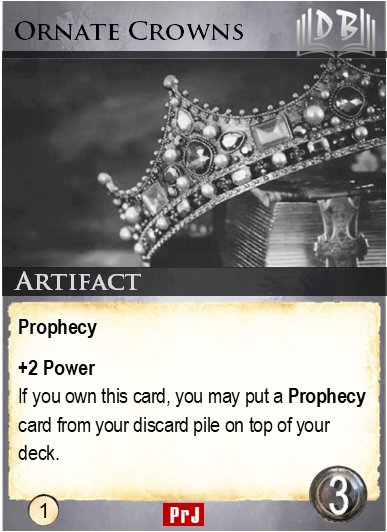 Ornate Crowns
DB
Artifact
Prophecy
+2 Power
If you own this card, you may put a Prophecy
card from your discard pile on top of your
deck.
1
PrJ
3